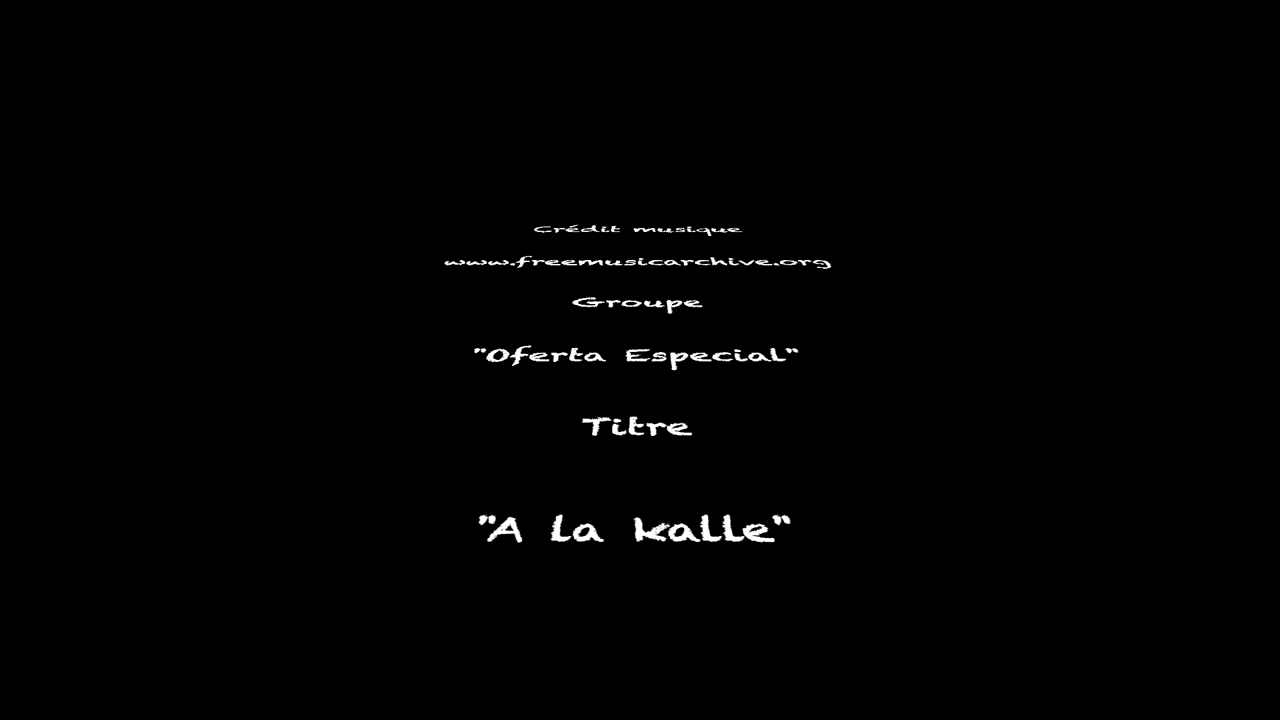 Crédit musique
www.freemusicarchive.org
Groupe
"Oferta Especial"
Titre
"A la kalle"